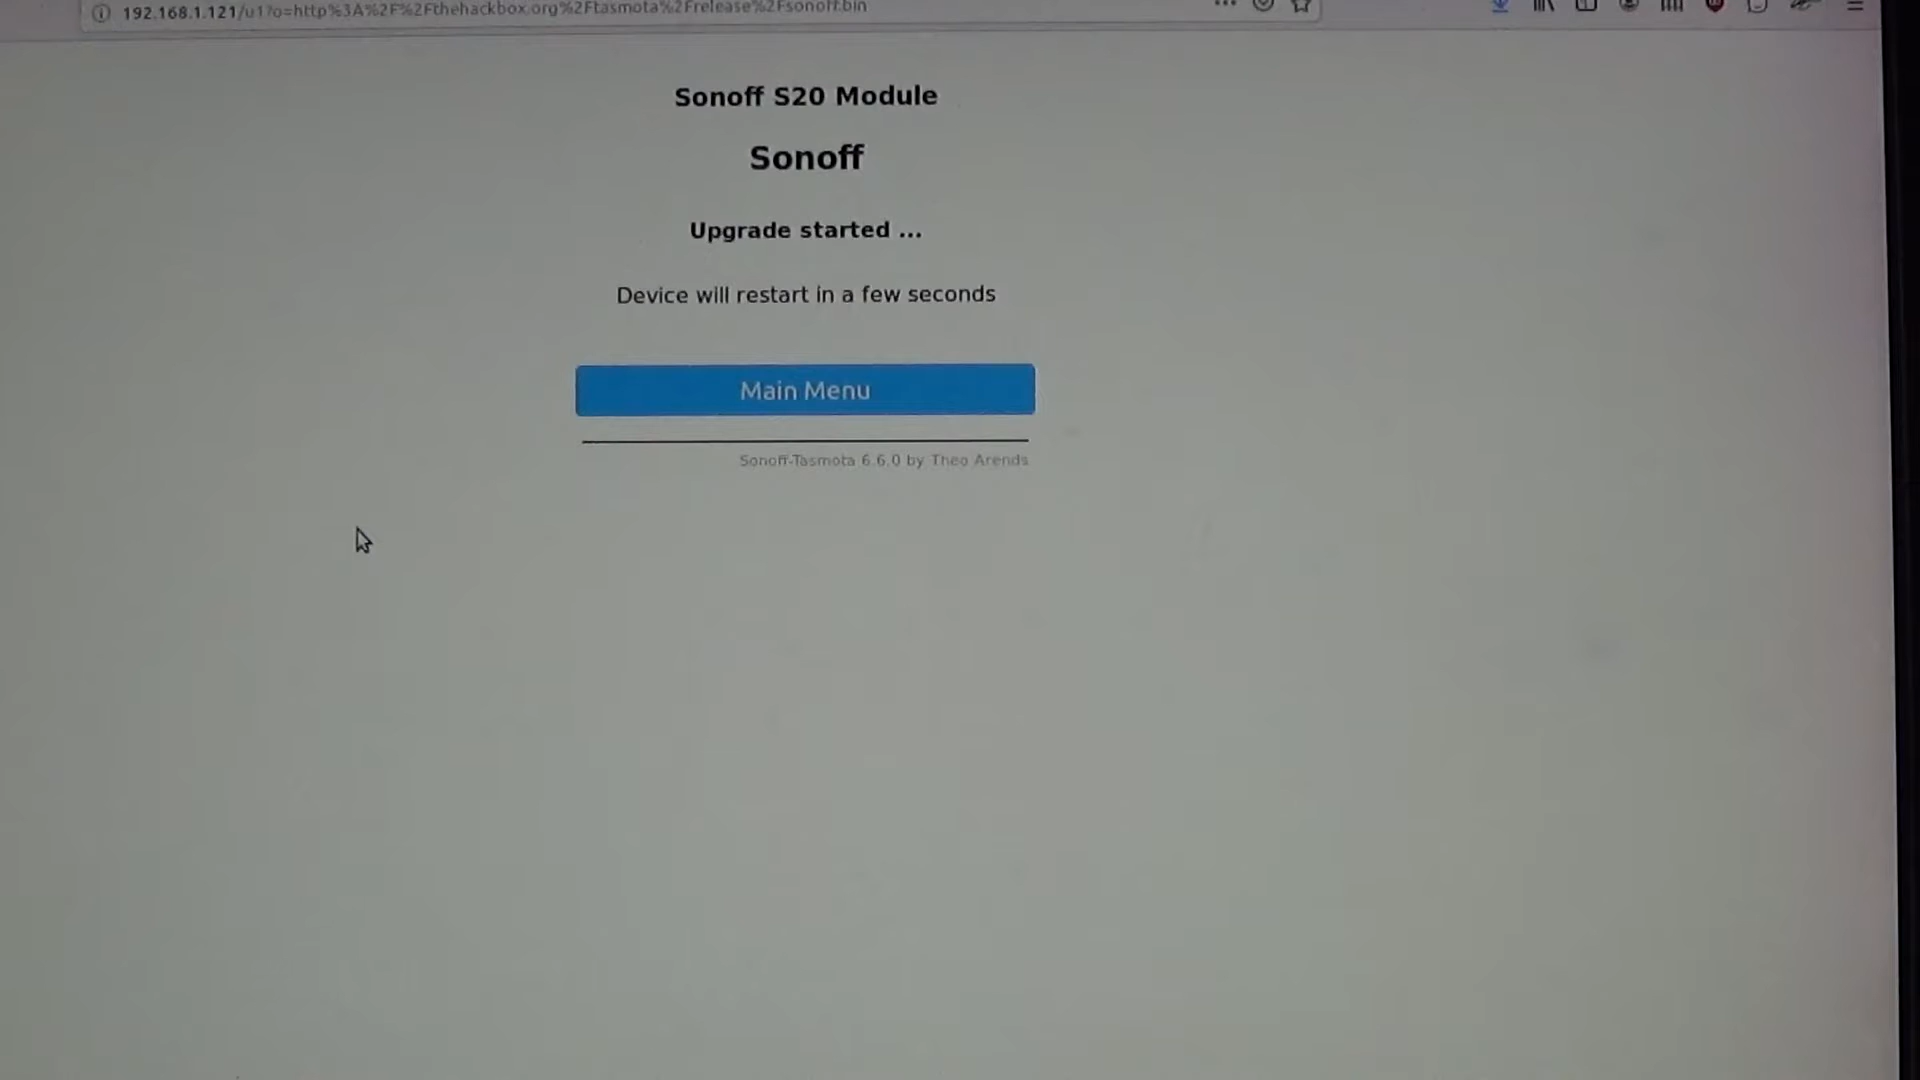 192.168.1.121/u1?o=http%3A%2F%2Fthehackbox.org%2Ftasmota%2Frelease%2Fsonoff.bin
Sonoff S20 Module
Sonoff
Upgrade started ...
Device will restart in a few seconds
Main Menu
Sonoff-Tasmota 6.6.0 by Theo Arends